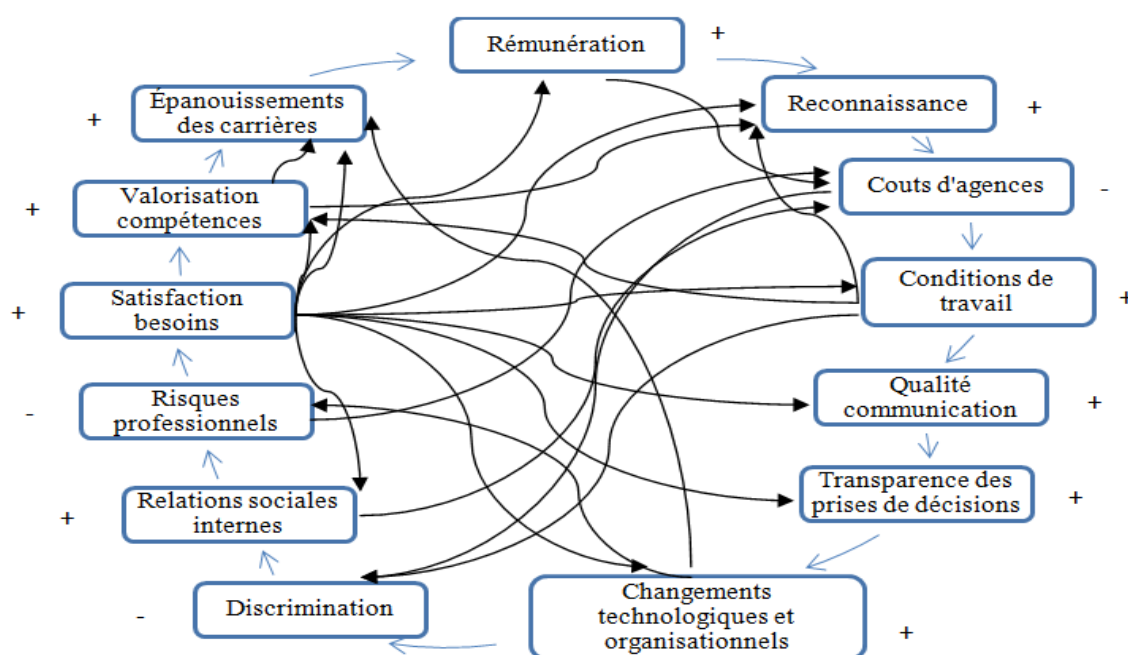 Rémunération
+
Reconnaissance
+
Couts d'agences
-
Conditions de
travail
+
Qualité
communication
+
Transparence des
prises de décisions
+
Changements
technologiques et
organisationnels
+
Discrimination
-
Relations sociales
internes
+
Risques
professionnels
-
Satisfaction
besoins
+
Valorisation
compétences
+
Épanouissements
des carrières
+